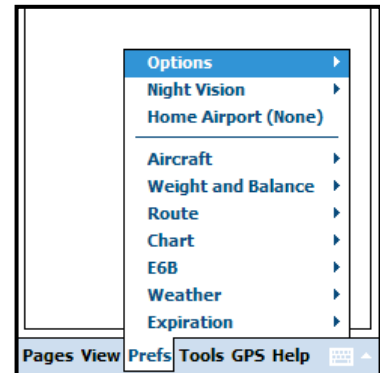 Options
Night Vision
Home Airport (None)
Aircraft
Weight and Balance
Route
Chart
E6B
Weather
Expiration
Pages View Prefs Tools GPS Help